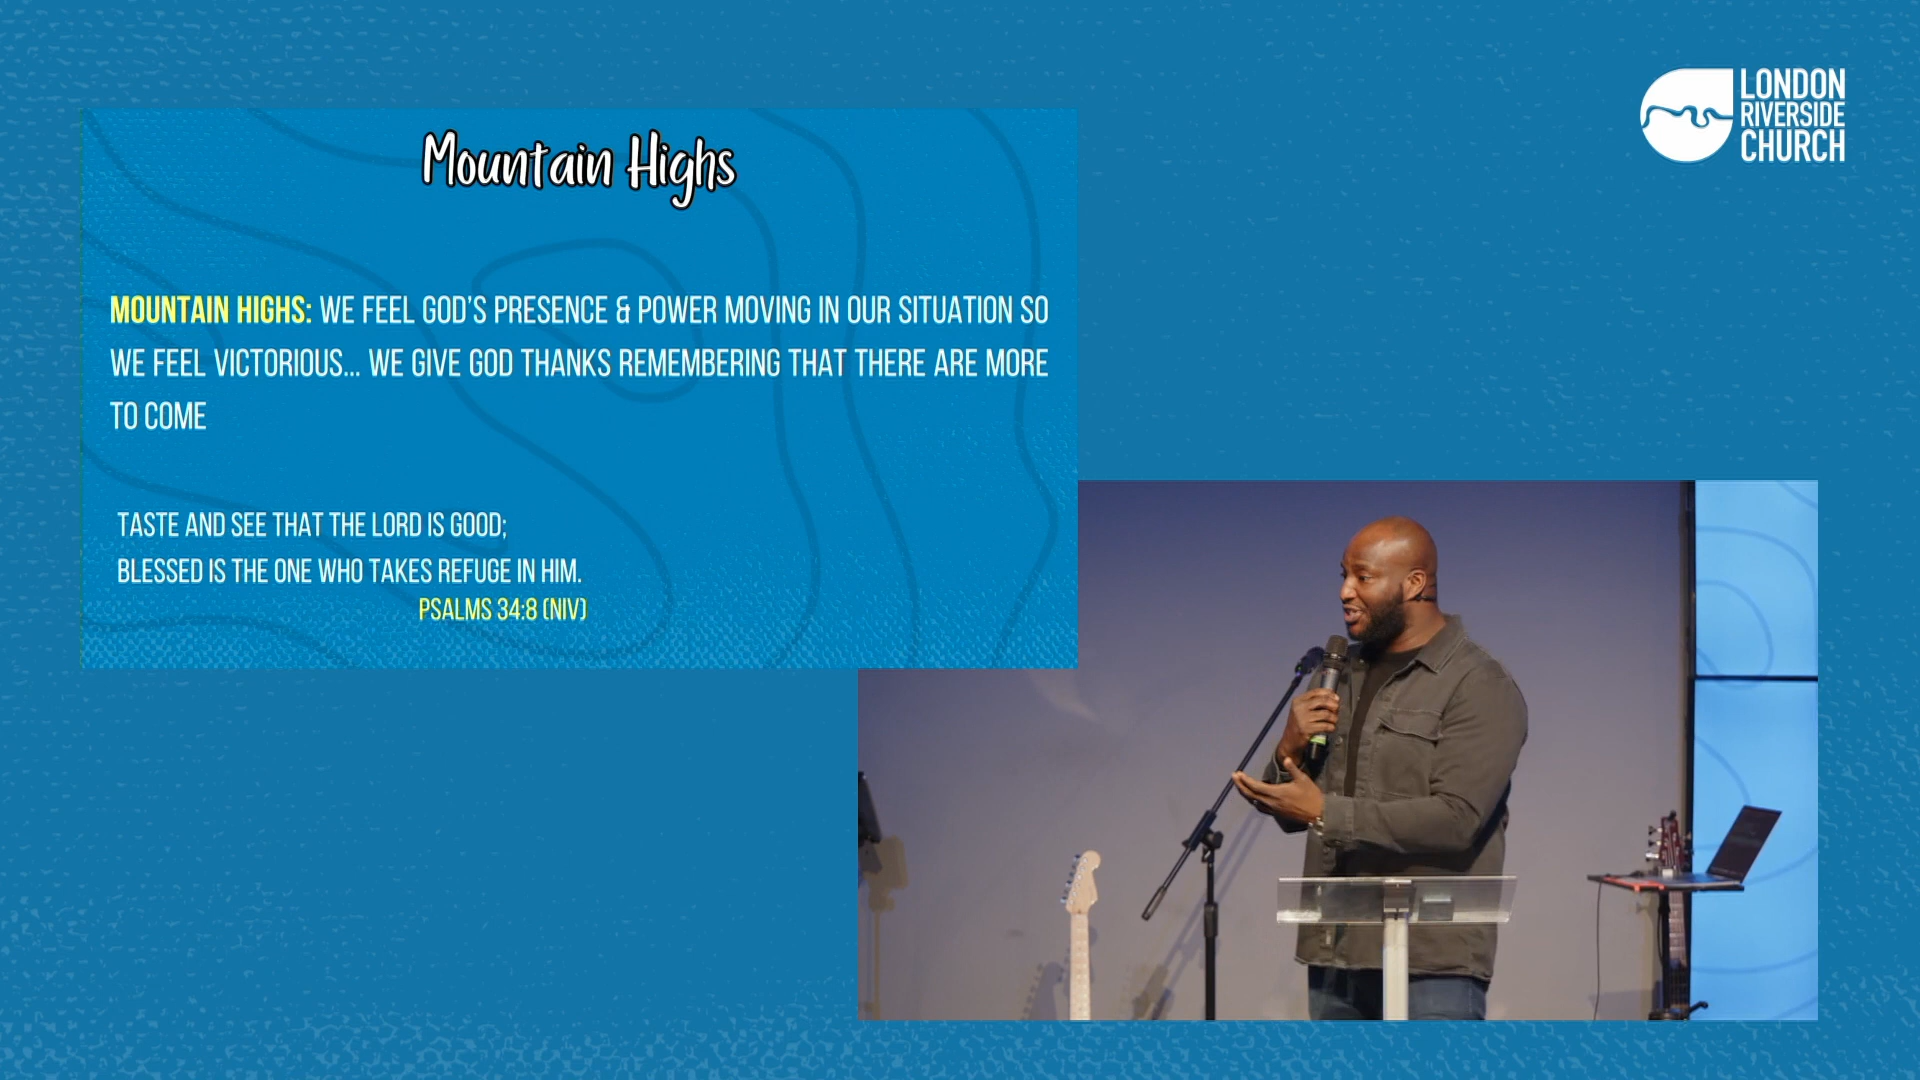 Mountain Highs
MOUNTAIN HIGHS: WE FEEL GOD'S PRESENCE & POWER MOVING IN OUR SITUATION SO
WE FEEL VICTORIOUS... WE GIVE GOD THANKS REMEMBERING THAT THERE ARE MORE
TO COME
TASTE AND SEE THAT THE LORD IS GOOD;
BLESSED IS THE ONE WHO TAKES REFUGE IN HIM.
PSALMS 34:8 (NIV)
LONDON
RIVERSIDE
CHURCH